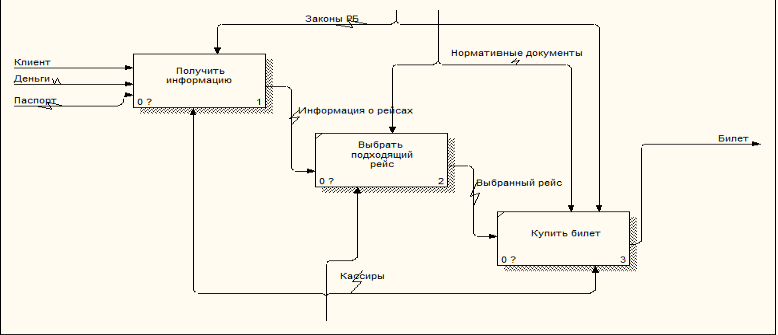 Законы РБ
Нормативные документы
Клиент
Деньги
Паспорт
Получить
информацию
0 ?
1
Информация о рейсах
Выбрать
подходящий
рейс
0 ?
2
Билет
Выбранный рейс
Купить билет
0 ?
3
Кассиры